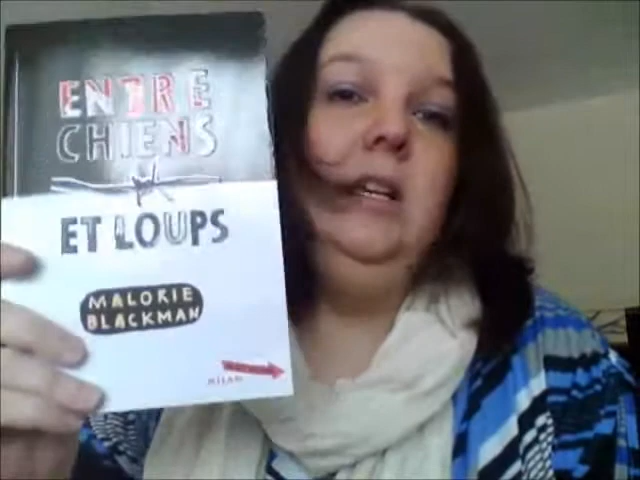 ENTRE
CHIENS
ET LOUPS
MALORIE
BLACKMAN
MILAN